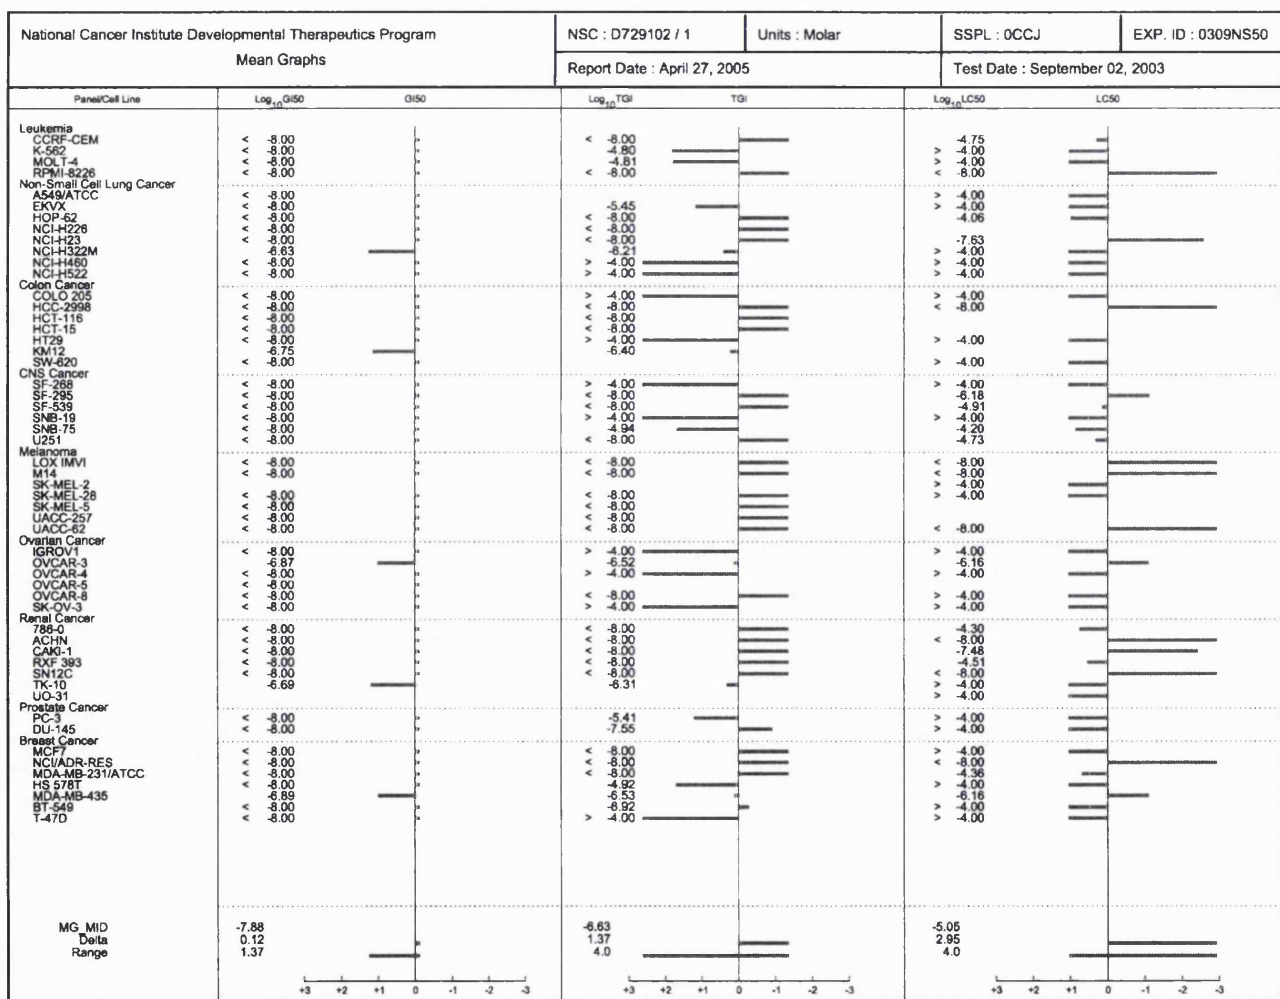 National Cancer Institute Developmental Therapeutics Program
Mean Graphs
NSC : D729102 / 1 Units : Molar SSPL : 0CCJ EXP. ID : 0309NS50
Report Date : April 27, 2005 Test Date : September 02, 2003
Panel/Cell Line Log10GI50 GI50 Log10TGI TGI Log10LC50 LC50
Leukemia
CCRF-CEM < -8.00 < -8.00 -4.75
K-562 < -8.00 -4.80 > -4.00
MOLT-4 < -8.00 -4.81 > -4.00
RPMI-8226 < -8.00 < -8.00 < -8.00
Non-Small Cell Lung Cancer
A549/ATCC < -8.00 > -4.00
EKVX < -8.00 -5.45 > -4.00
HOP-62 < -8.00 < -8.00 -4.06
NCI-H226 < -8.00 < -8.00
NCI-H23 < -8.00 < -8.00 -7.63
NCI-H322M -6.63 -6.21 > -4.00
NCI-H460 < -8.00 > -4.00 > -4.00
NCI-H522 < -8.00 > -4.00 > -4.00
Colon Cancer
COLO 205 < -8.00 > -4.00 > -4.00
HCC-2998 < -8.00 < -8.00 < -8.00
HCT-116 < -8.00 < -8.00
HCT-15 < -8.00 < -8.00
HT29 < -8.00 > -4.00 > -4.00
KM12 -6.75 -6.40
SW-620 < -8.00 > -4.00
CNS Cancer
SF-268 < -8.00 > -4.00 > -4.00
SF-295 < -8.00 < -8.00 -6.18
SF-539 < -8.00 < -8.00 -4.91
SNB-19 < -8.00 > -4.00 > -4.00
SNB-75 < -8.00 -4.94 -4.20
U251 < -8.00 < -8.00 -4.73
Melanoma
LOX IMVI < -8.00 < -8.00 < -8.00
M14 < -8.00 < -8.00 < -8.00
SK-MEL-2 > -4.00
SK-MEL-28 < -8.00 < -8.00 > -4.00
SK-MEL-5 < -8.00 < -8.00
UACC-257 < -8.00 < -8.00
UACC-62 < -8.00 < -8.00 < -8.00
Ovarian Cancer
IGROV1 < -8.00 > -4.00 > -4.00
OVCAR-3 -6.87 -6.52 -6.16
OVCAR-4 < -8.00 > -4.00 > -4.00
OVCAR-5 < -8.00
OVCAR-8 < -8.00 < -8.00 > -4.00
SK-OV-3 < -8.00 > -4.00 > -4.00
Renal Cancer
786-0 < -8.00 < -8.00 -4.30
ACHN < -8.00 < -8.00 < -8.00
CAKI-1 < -8.00 < -8.00 -7.48
RXF 393 < -8.00 < -8.00 -4.51
SN12C < -8.00 < -8.00 < -8.00
TK-10 -6.69 -6.31 > -4.00
UO-31 > -4.00
Prostate Cancer
PC-3 < -8.00 -5.41 > -4.00
DU-145 < -8.00 -7.55 > -4.00
Breast Cancer
MCF7 < -8.00 < -8.00 > -4.00
NCI/ADR-RES < -8.00 < -8.00 < -8.00
MDA-MB-231/ATCC < -8.00 < -8.00 -4.36
HS 578T < -8.00 -4.92 > -4.00
MDA-MB-435 -6.89 -6.53 -6.16
BT-549 < -8.00 -6.92 > -4.00
T-47D < -8.00 > -4.00 > -4.00
MG_MID -7.88 -6.63 -5.05
Delta 0.12 1.37 2.95
Range 1.37 4.0 4.0
+3 +2 +1 0 -1 -2 -3 +3 +2 +1 0 -1 -2 -3 +3 +2 +1 0 -1 -2 -3